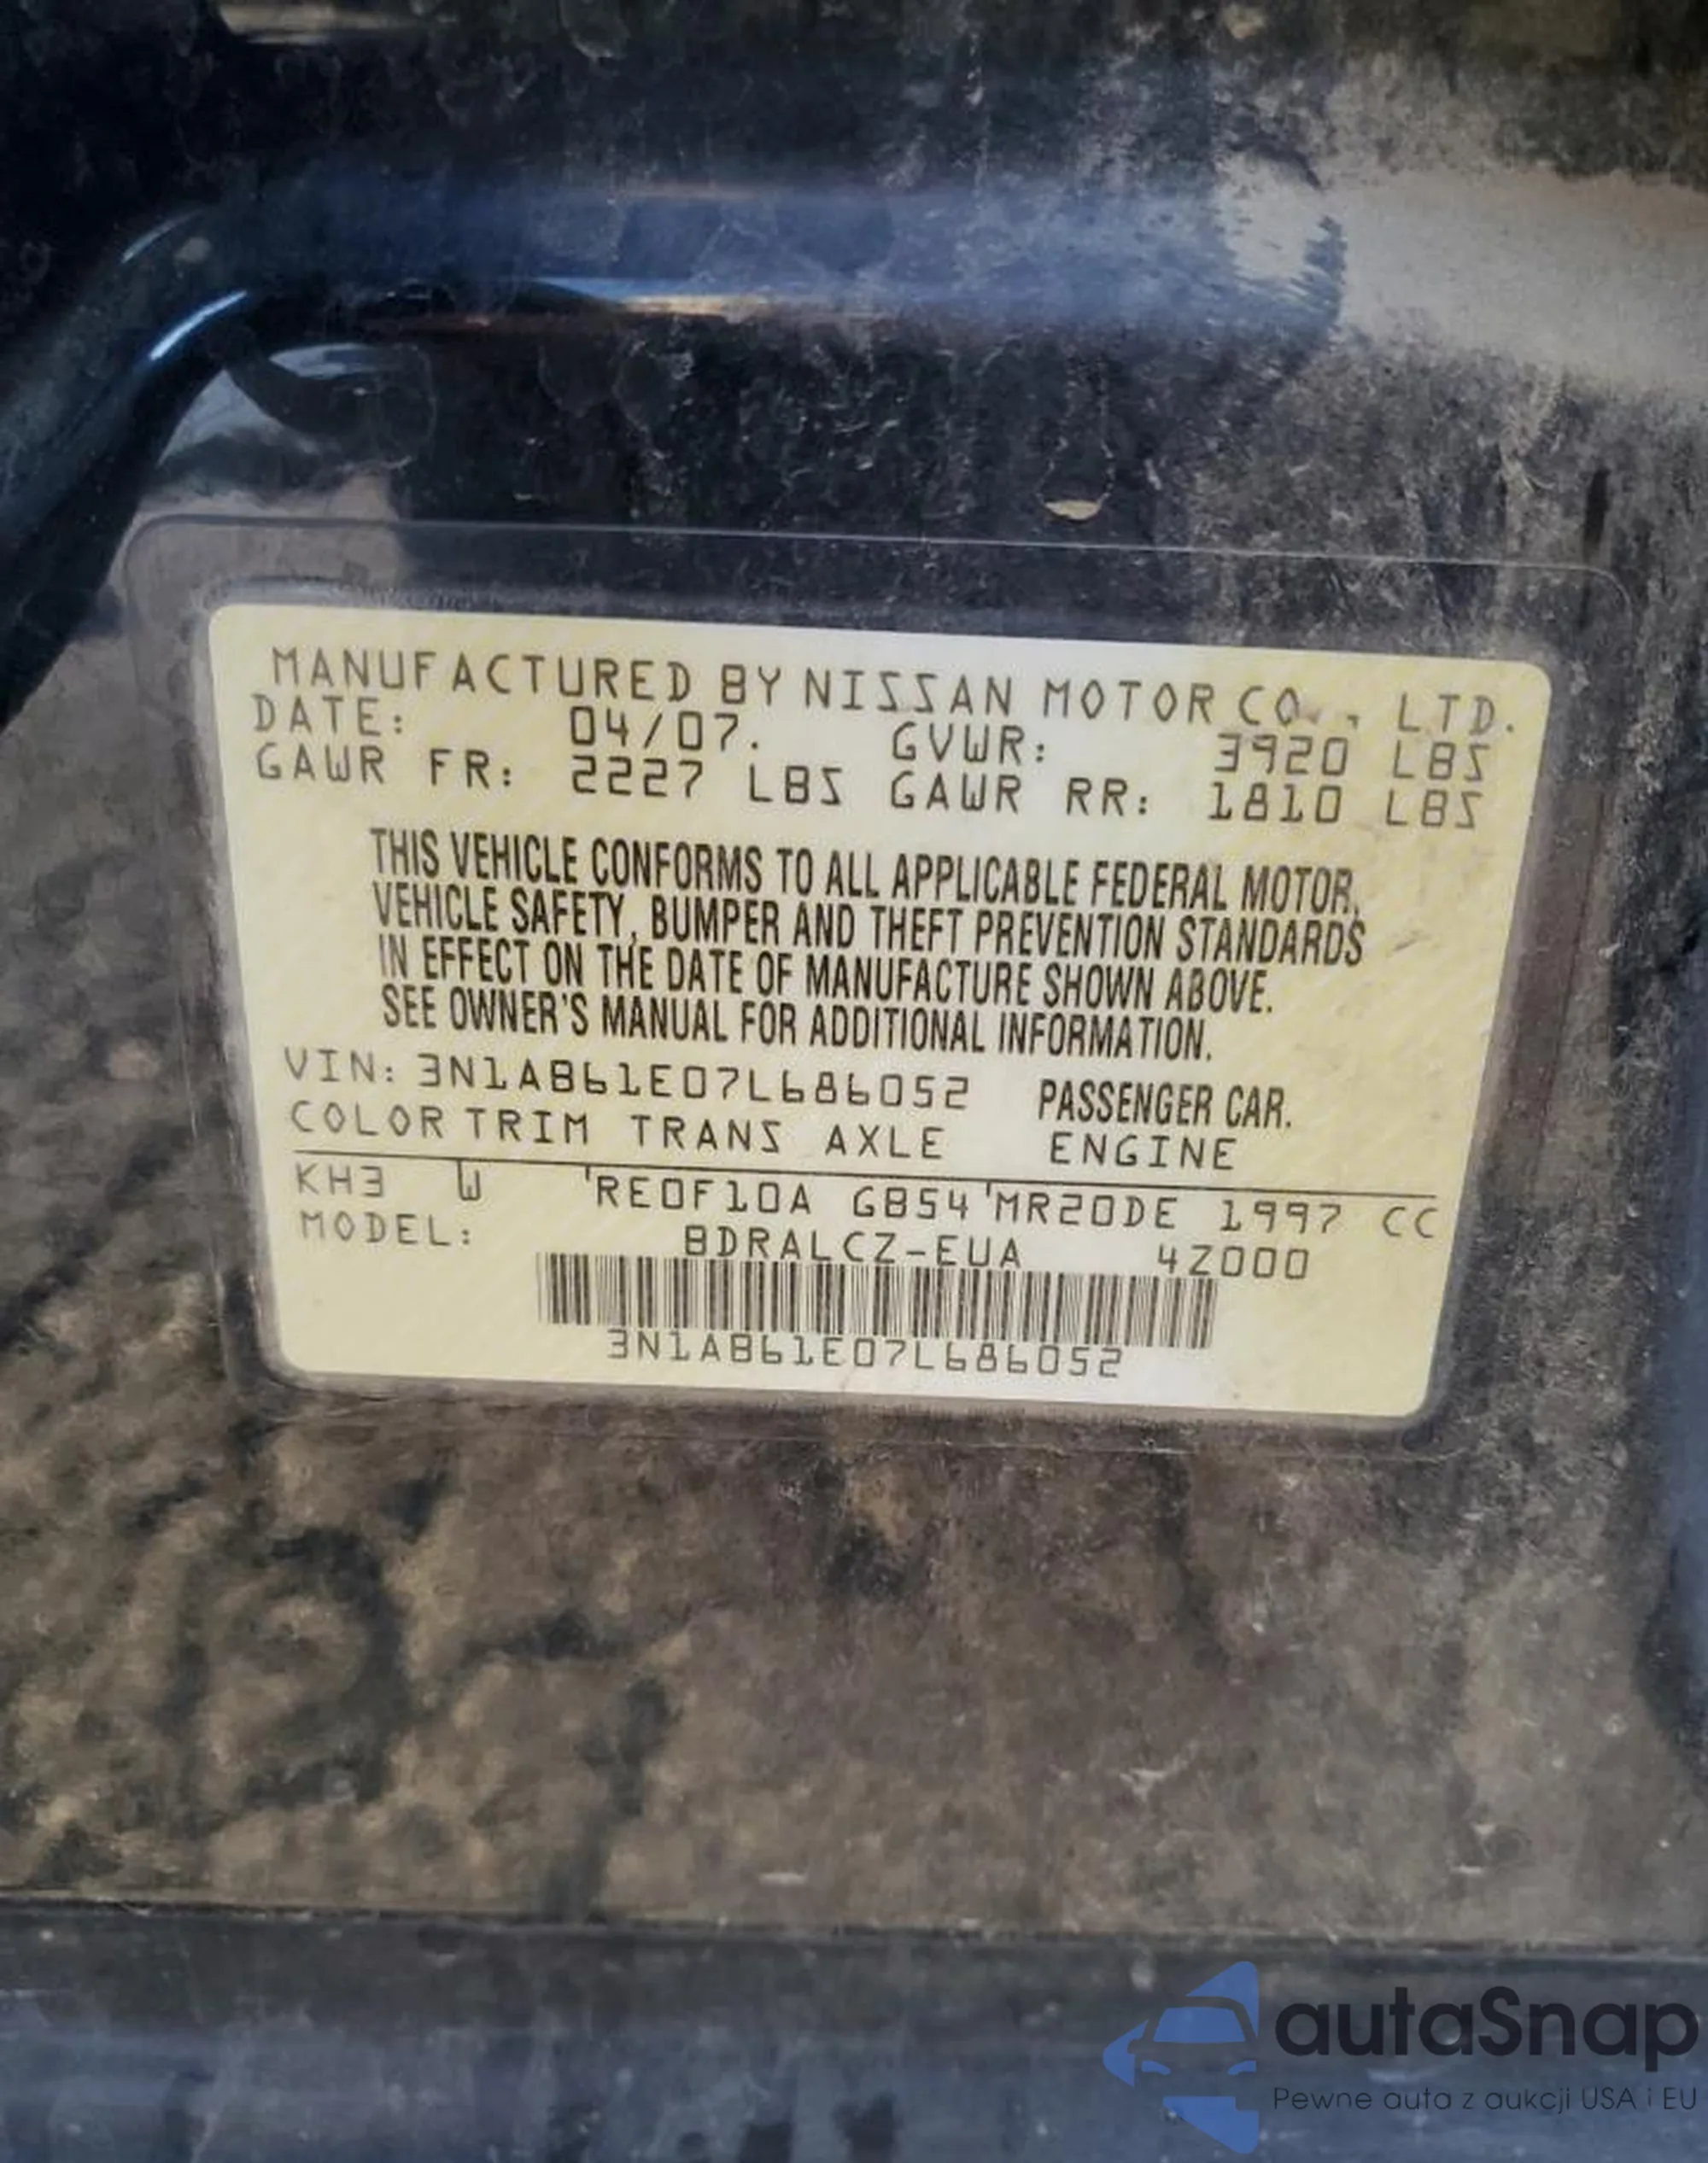 MANUFACTURED BY NISSAN MOTOR CO., LTD.
DATE: 04/07. GVWR: 3920 LBS
GAWR FR: 2227 LBS GAWR RR: 1810 LBS
THIS VEHICLE CONFORMS TO ALL APPLICABLE FEDERAL MOTOR.
VEHICLE SAFETY, BUMPER AND THEFT PREVENTION STANDARDS
IN EFFECT ON THE DATE OF MANUFACTURE SHOWN ABOVE.
SEE OWNER'S MANUAL FOR ADDITIONAL INFORMATION.
VIN: 3N1AB61E07L686052 PASSENGER CAR.
COLOR TRIM TRANS AXLE ENGINE
KH3 W 'RE0F10A GB54 'MR20DE 1997 CC
MODEL: BDRALCZ-EUA 4Z000
3N1AB61E07L686052
autaSnap
Pewne auta z aukcji USA i EU